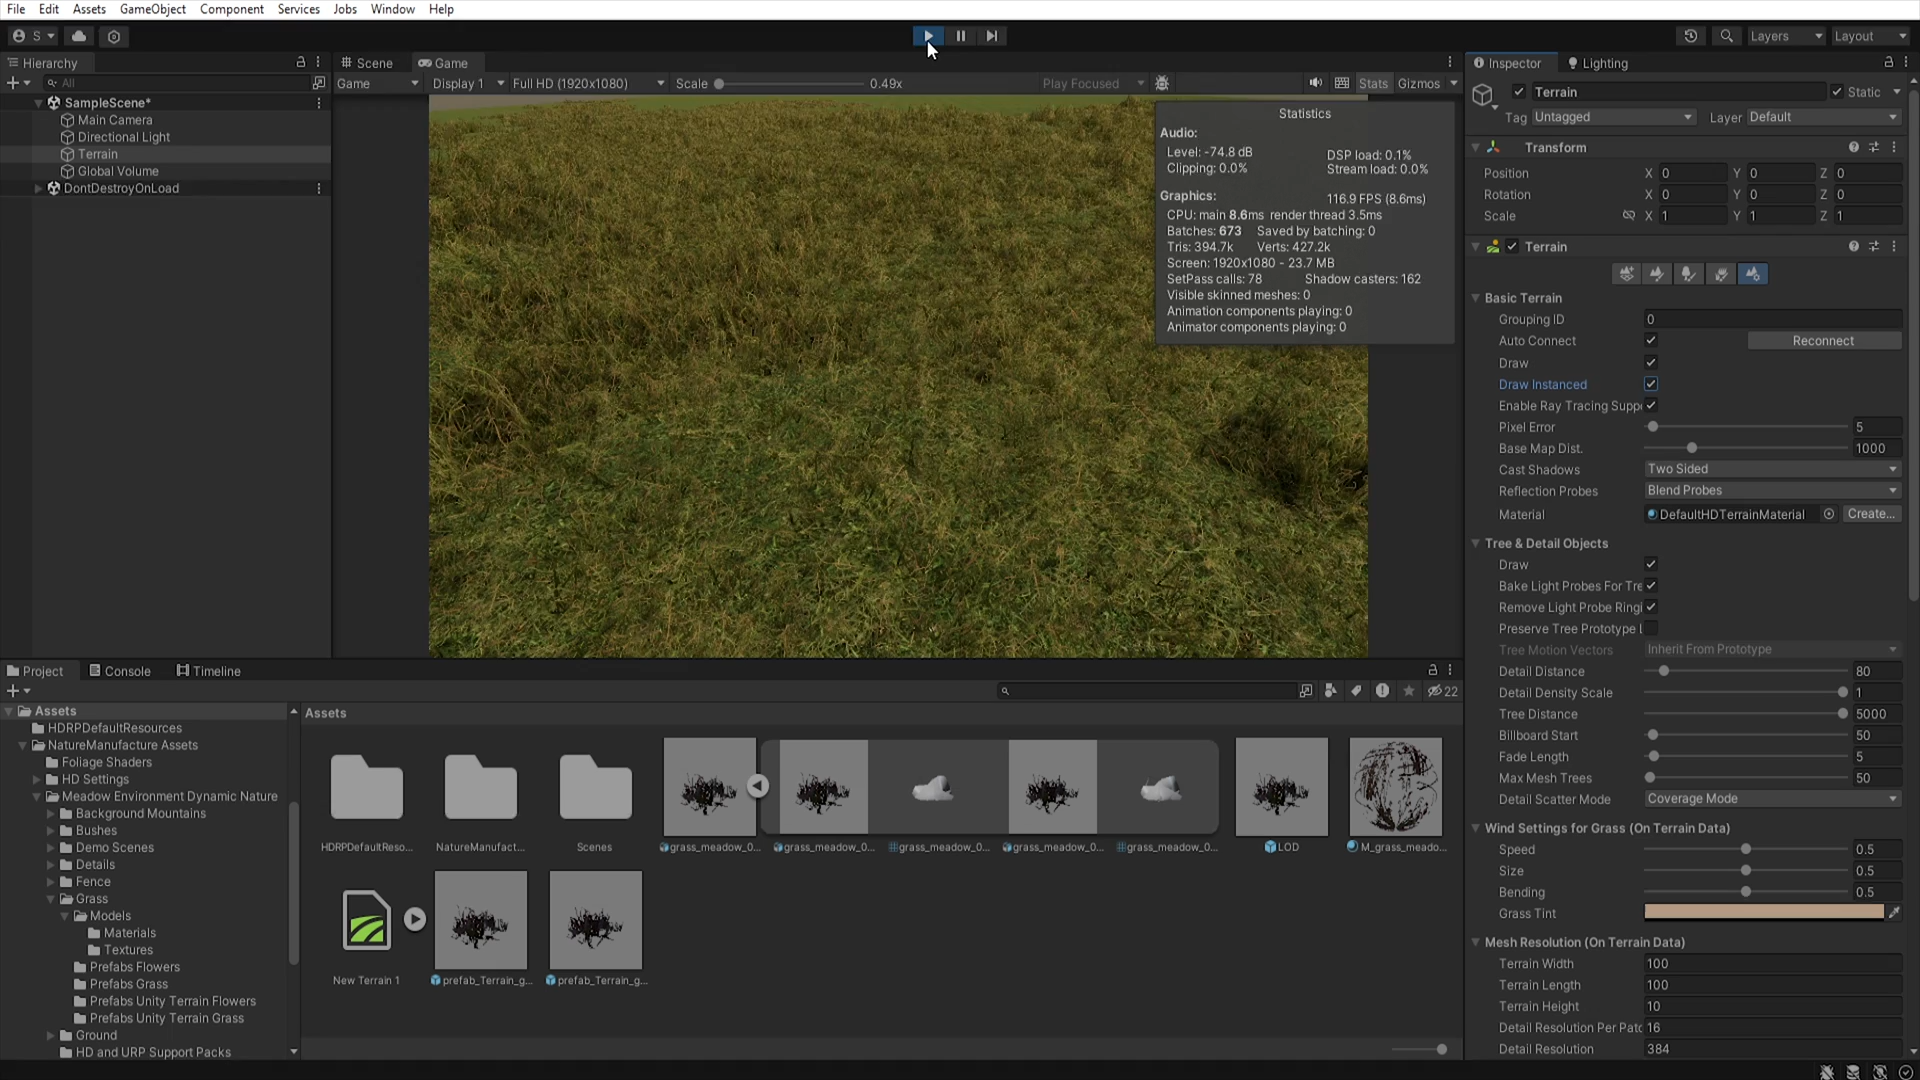 File Edit Assets GameObject Component Services Jobs Window Help
S Layers Layout
Hierarchy
All
SampleScene*
Main Camera
Directional Light
Terrain
Global Volume
DontDestroyOnLoad
Scene Game
Game Display 1 Full HD (1920x1080) Scale 0.49x Play Focused Stats Gizmos
Statistics
Audio:
Level: -74.8 dB DSP load: 0.1%
Clipping: 0.0% Stream load: 0.0%
Graphics: 116.9 FPS (8.6ms)
CPU: main 8.6ms render thread 3.5ms
Batches: 673 Saved by batching: 0
Tris: 394.7k Verts: 427.2k
Screen: 1920x1080 - 23.7 MB
SetPass calls: 78 Shadow casters: 162
Visible skinned meshes: 0
Animation components playing: 0
Animator components playing: 0
Project Console Timeline
22
Assets
HDRPDefaultResources
NatureManufacture Assets
Foliage Shaders
HD Settings
Meadow Environment Dynamic Nature
Background Mountains
Bushes
Demo Scenes
Details
Fence
Grass
Models
Materials
Textures
Prefabs Flowers
Prefabs Grass
Prefabs Unity Terrain Flowers
Prefabs Unity Terrain Grass
Ground
HD and URP Support Packs
Assets
HDRPDefaultReso... NatureManufact... Scenes grass_meadow_0... grass_meadow_0... grass_meadow_0... grass_meadow_0... grass_meadow_0... LOD M_grass_meado...
New Terrain 1 prefab_Terrain_g... prefab_Terrain_g...
Inspector Lighting
Terrain Static
Tag Untagged Layer Default
Transform
Position X 0 Y 0 Z 0
Rotation X 0 Y 0 Z 0
Scale X 1 Y 1 Z 1
Terrain
Basic Terrain
Grouping ID 0
Auto Connect Reconnect
Draw
Draw Instanced
Enable Ray Tracing Suppo
Pixel Error 5
Base Map Dist. 1000
Cast Shadows Two Sided
Reflection Probes Blend Probes
Material DefaultHDTerrainMaterial Create...
Tree & Detail Objects
Draw
Bake Light Probes For Tre
Remove Light Probe Ringi
Preserve Tree Prototype L
Tree Motion Vectors Inherit From Prototype
Detail Distance 80
Detail Density Scale 1
Tree Distance 5000
Billboard Start 50
Fade Length 5
Max Mesh Trees 50
Detail Scatter Mode Coverage Mode
Wind Settings for Grass (On Terrain Data)
Speed 0.5
Size 0.5
Bending 0.5
Grass Tint
Mesh Resolution (On Terrain Data)
Terrain Width 100
Terrain Length 100
Terrain Height 10
Detail Resolution Per Patc 16
Detail Resolution 384